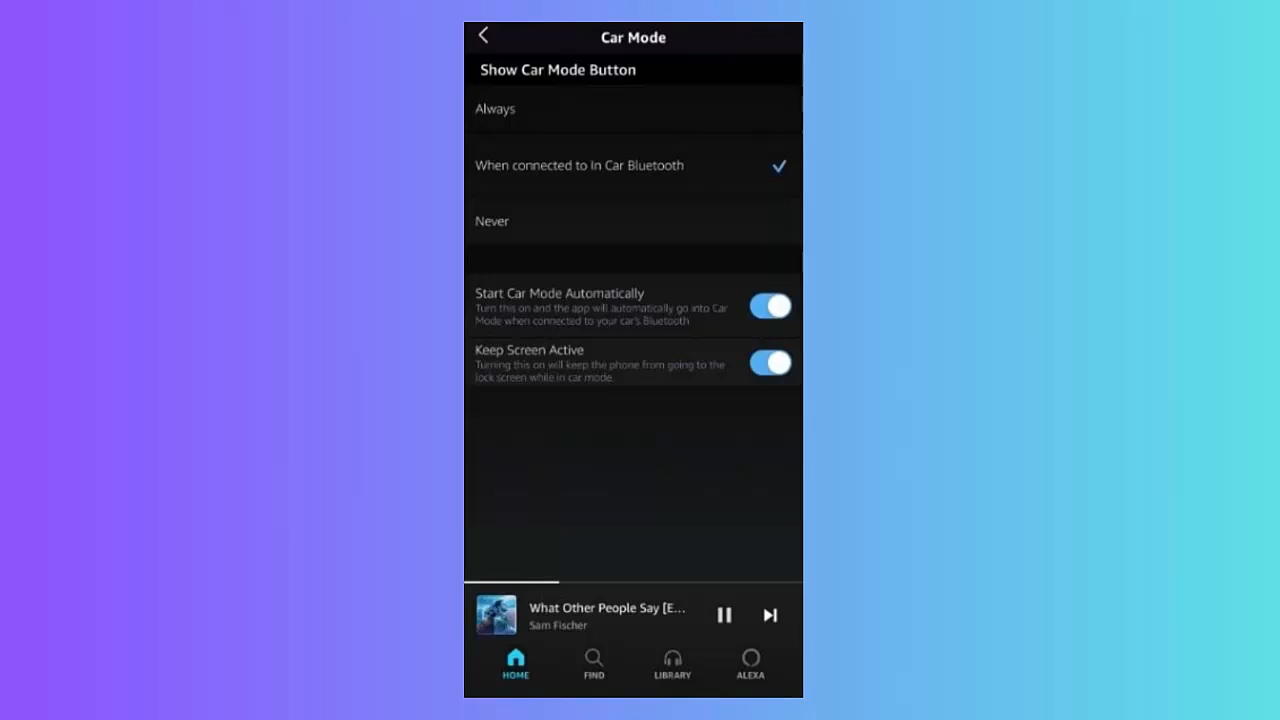 Car Mode
Show Car Mode Button
Always
When connected to In Car Bluetooth
Never
Start Car Mode Automatically
Turn this on and the app will automatically go into Car
Mode when connected to your car's Bluetooth
Keep Screen Active
Turning this on will keep the phone from going to the
lock screen while in car mode.
What Other People Say [E...
Sam Fischer
HOME
FIND
LIBRARY
ALEXA